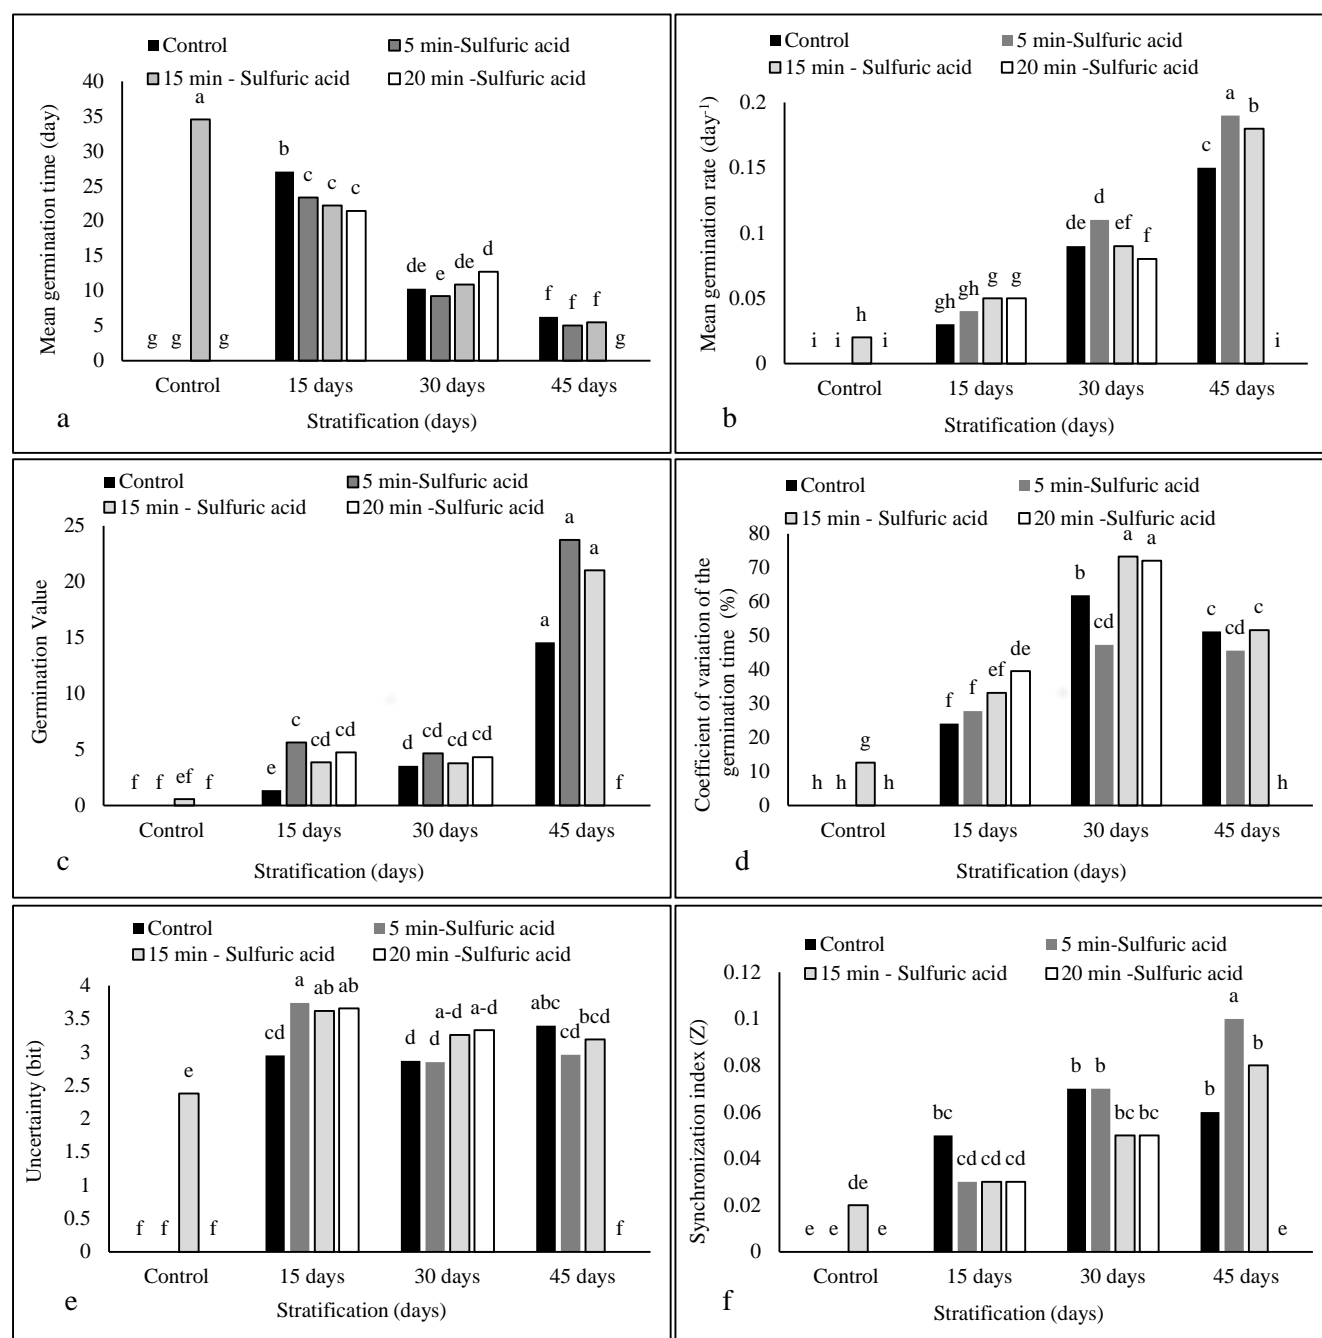 Control
5 min-Sulfuric acid
15 min - Sulfuric acid
20 min -Sulfuric acid
Mean germination time (day)
40
35
30
25
20
15
10
5
0
g g a g
b c c c
de e de d
f f f g
Control 15 days 30 days 45 days
Stratification (days)
a
Control
5 min-Sulfuric acid
15 min - Sulfuric acid
20 min -Sulfuric acid
Mean germination rate (day-1)
0.2
0.15
0.1
0.05
0
i i h i
gh gh g g
de d ef f
c a b i
Control 15 days 30 days 45 days
Stratification (days)
b
Control
5 min-Sulfuric acid
15 min - Sulfuric acid
20 min -Sulfuric acid
Germination Value
25
20
15
10
5
0
f f ef f
e c cd cd
d cd cd cd
a a a f
Control 15 days 30 days 45 days
Stratification (days)
c
Control
5 min-Sulfuric acid
15 min - Sulfuric acid
20 min -Sulfuric acid
Coefficient of variation of the
germination time (%)
80
70
60
50
40
30
20
10
0
h h g h
f f ef de
b cd a a
c cd c h
Control 15 days 30 days 45 days
Stratification (days)
d
Control
5 min-Sulfuric acid
15 min - Sulfuric acid
20 min -Sulfuric acid
Uncertainty (bit)
4
3.5
3
2.5
2
1.5
1
0.5
0
f f e f
cd a ab ab
d d a-d a-d
abc cd bcd f
Control 15 days 30 days 45 days
Stratification (days)
e
Control
5 min-Sulfuric acid
15 min - Sulfuric acid
20 min -Sulfuric acid
Synchronization index (Z)
0.12
0.1
0.08
0.06
0.04
0.02
0
e e de e
bc cd cd cd
b b bc bc
b a b e
Control 15 days 30 days 45 days
Stratification (days)
f